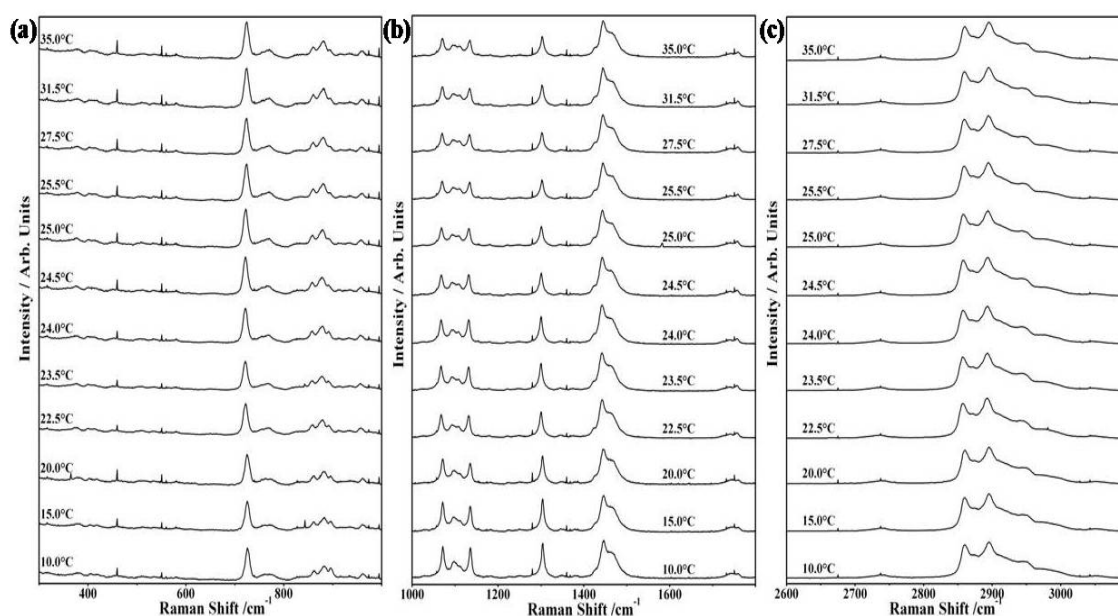 (a)
Intensity / Arb. Units
35.0°C
31.5°C
27.5°C
25.5°C
25.0°C
24.5°C
24.0°C
23.5°C
22.5°C
20.0°C
15.0°C
10.0°C
400 600 800
Raman Shift /cm-1
(b)
Intensity / Arb. Units
35.0°C
31.5°C
27.5°C
25.5°C
25.0°C
24.5°C
24.0°C
23.5°C
22.5°C
20.0°C
15.0°C
10.0°C
1000 1200 1400 1600 1800
Raman Shift /cm-1
(c)
Intensity / Arb. Units
35.0°C
31.5°C
27.5°C
25.5°C
25.0°C
24.5°C
24.0°C
23.5°C
22.5°C
20.0°C
15.0°C
10.0°C
2600 2700 2800 2900 3000
Raman Shift /cm-1